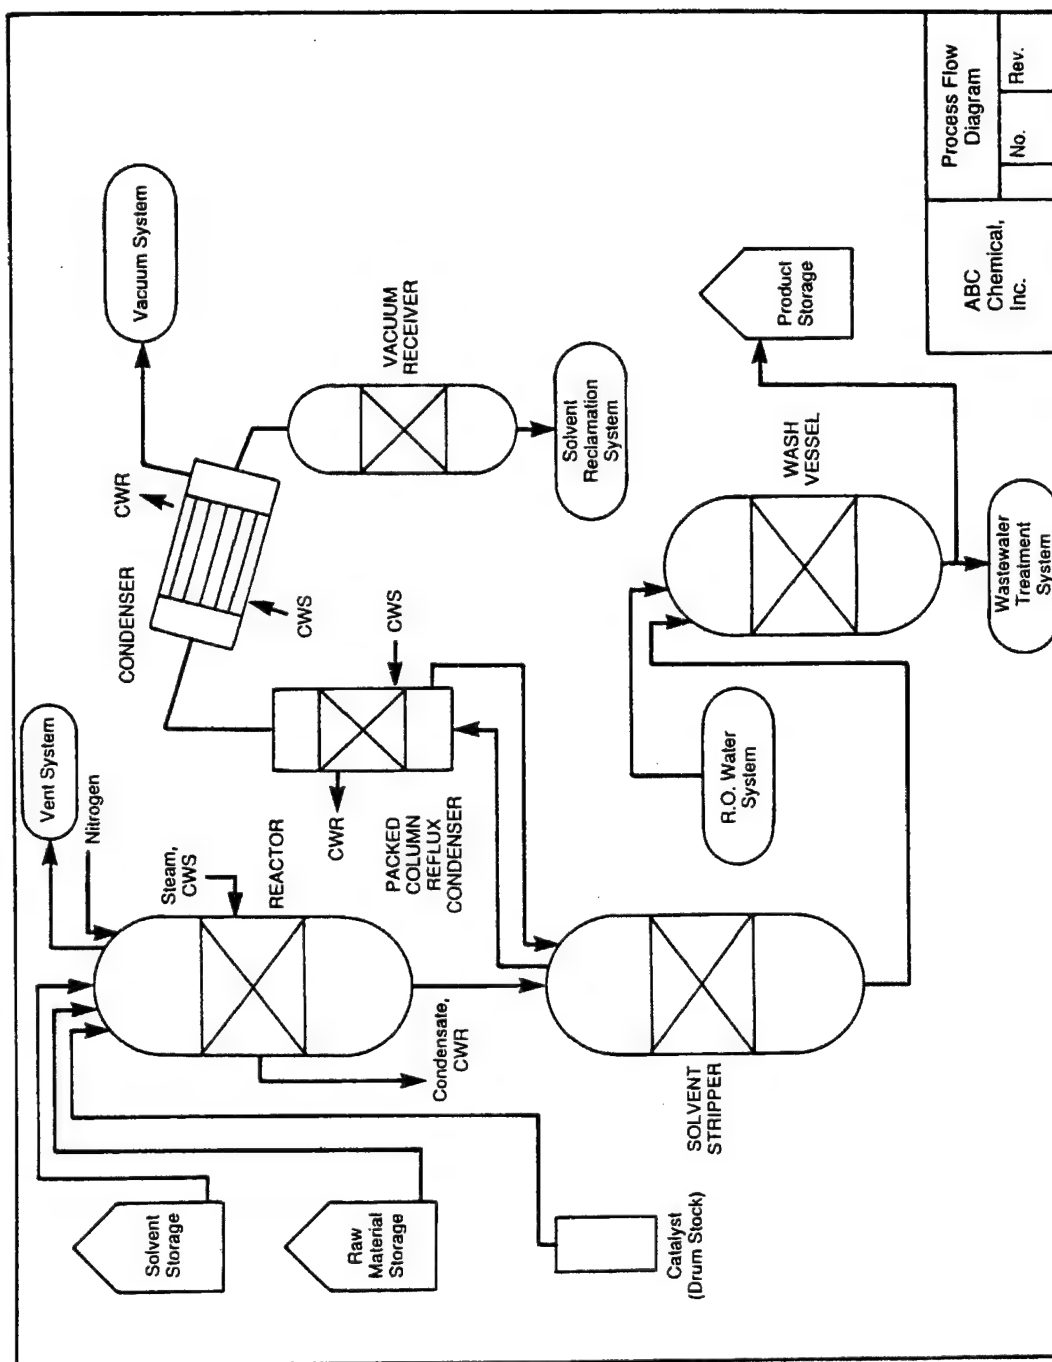 Solvent
Storage
Raw
Material
Storage
Catalyst
(Drum Stock)
Vent System
Nitrogen
Steam,
CWS
REACTOR
Condensate,
CWR
SOLVENT
STRIPPER
PACKED
COLUMN
REFLUX
CONDENSER
CWR
CWS
CONDENSER
CWS
CWR
Vacuum System
VACUUM
RECEIVER
Solvent
Reclamation
System
R.O. Water
System
WASH
VESSEL
Wastewater
Treatment
System
Product
Storage
ABC
Chemical,
Inc.
Process Flow
Diagram
No.
Rev.